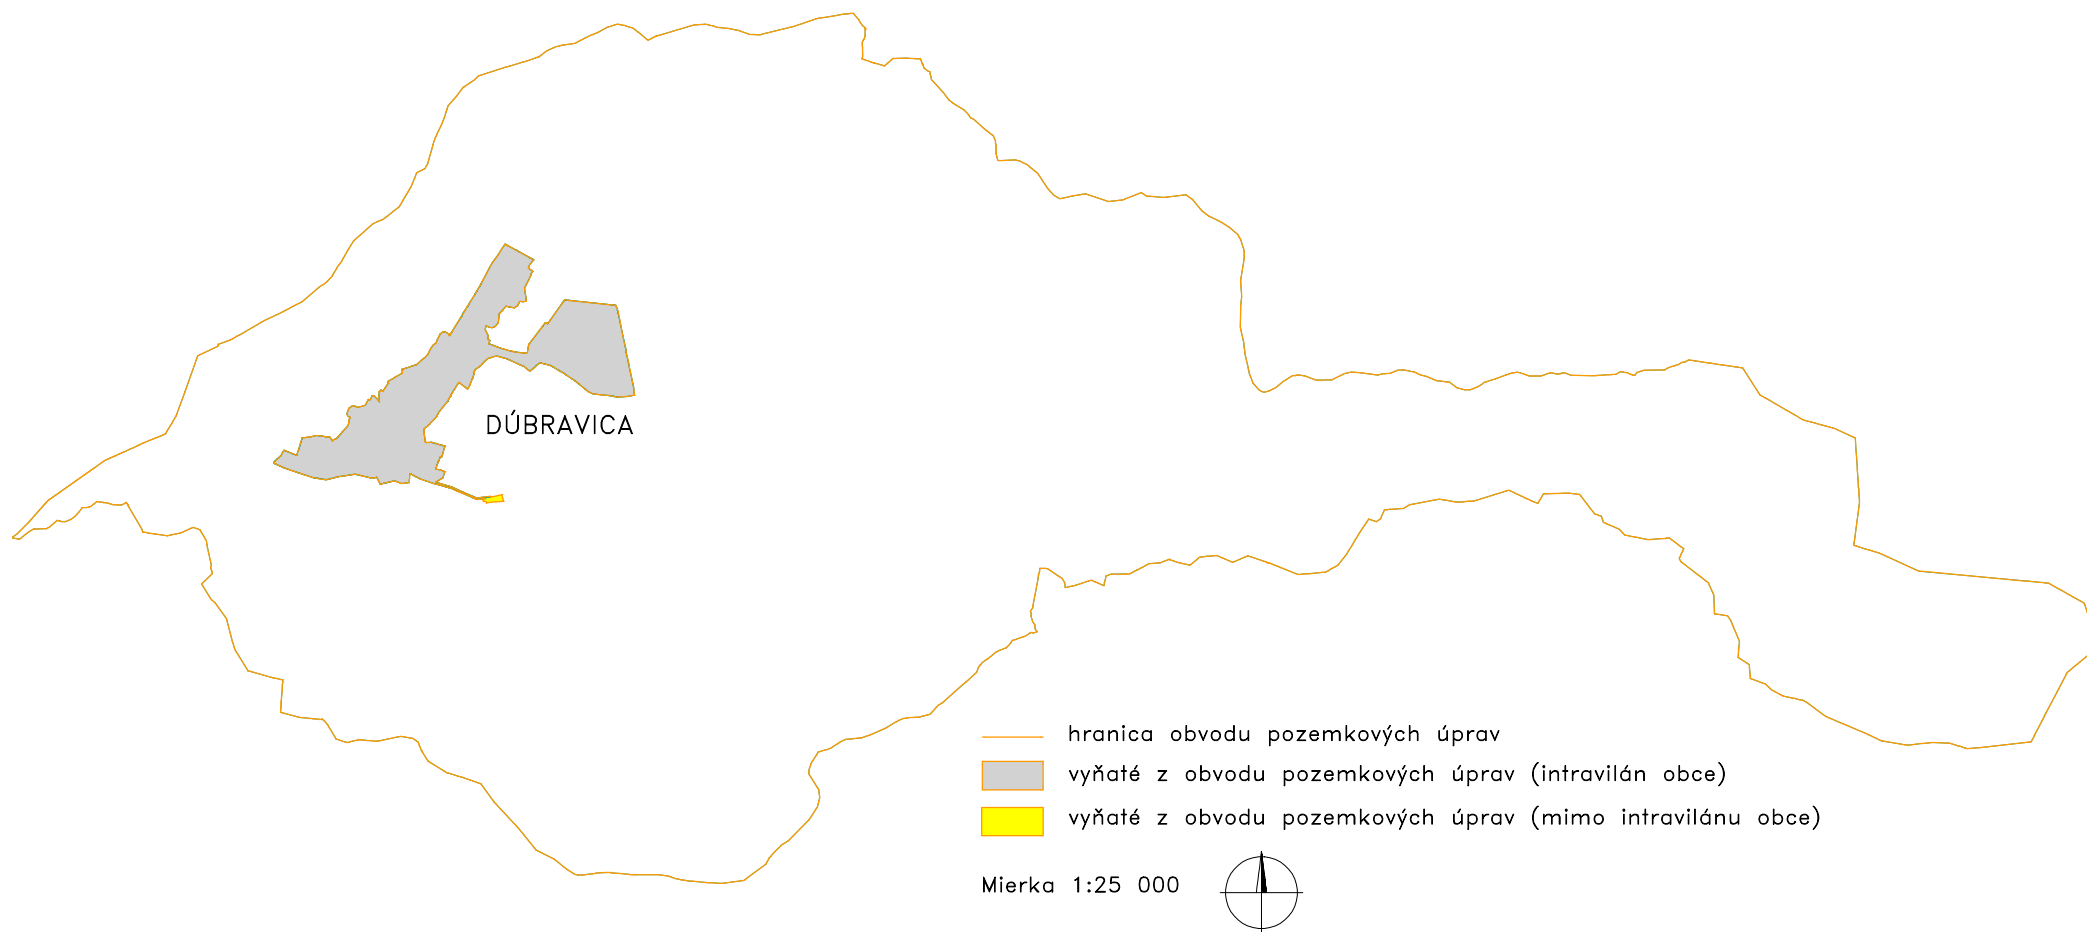 DÚBRAVICA
hranica obvodu pozemkových úprav
vyňaté z obvodu pozemkových úprav (intravilán obce)
vyňaté z obvodu pozemkových úprav (mimo intravilánu obce)
Mierka 1:25 000